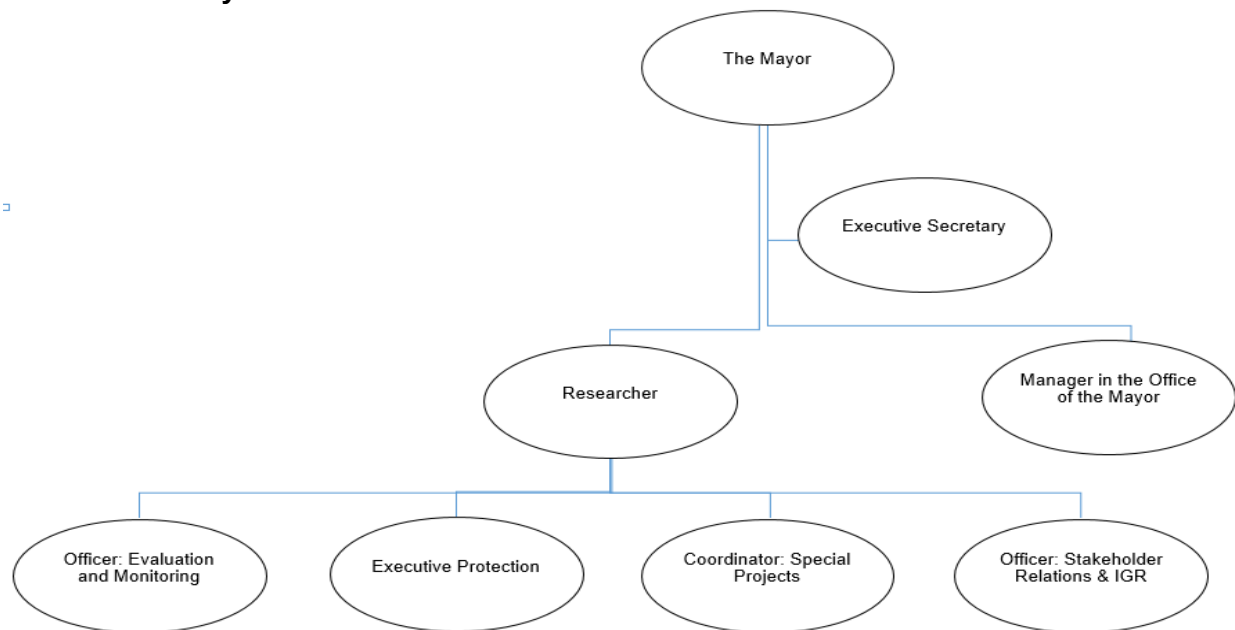 The Mayor
Executive Secretary
Researcher
Manager in the Office
of the Mayor
Officer: Evaluation
and Monitoring
Executive Protection
Coordinator: Special
Projects
Officer: Stakeholder
Relations & IGR